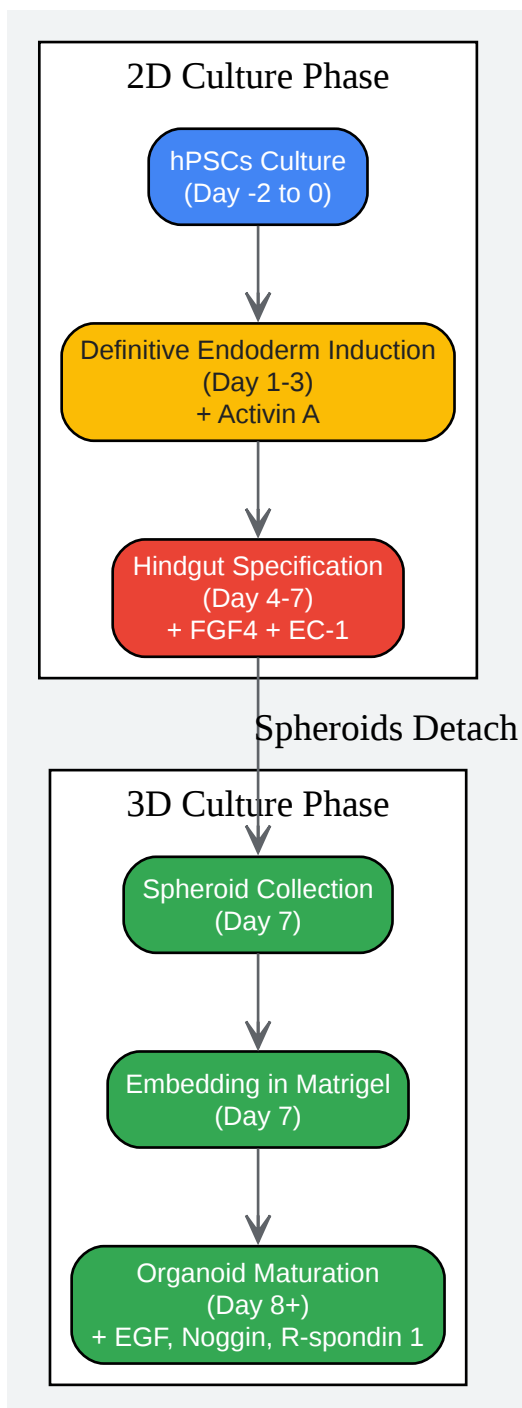 2D Culture Phase
hPSCs Culture
(Day -2 to 0)
Definitive Endoderm Induction
(Day 1-3)
+ Activin A
Hindgut Specification
(Day 4-7)
+ FGF4 + EC-1
Spheroids Detach
3D Culture Phase
Spheroid Collection
(Day 7)
Embedding in Matrigel
(Day 7)
Organoid Maturation
(Day 8+)
+ EGF, Noggin, R-spondin 1